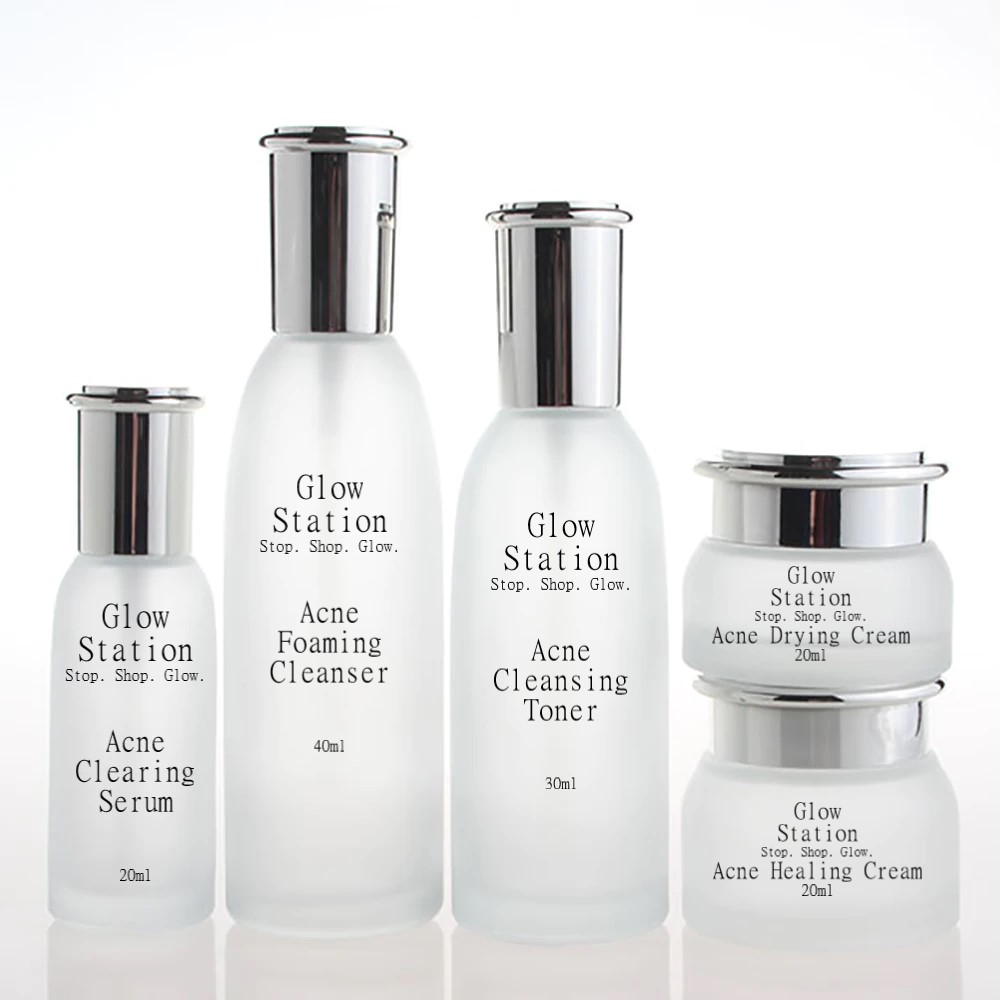 Glow
Station
Stop. Shop. Glow.
Acne
Clearing
Serum
20ml
Glow
Station
Stop. Shop. Glow.
Acne
Foaming
Cleanser
40ml
Glow
Station
Stop. Shop. Glow.
Acne
Cleansing
Toner
30ml
Glow
Station
Stop. Shop. Glow.
Acne Drying Cream
20ml
Glow
Station
Stop. Shop. Glow.
Acne Healing Cream
20ml